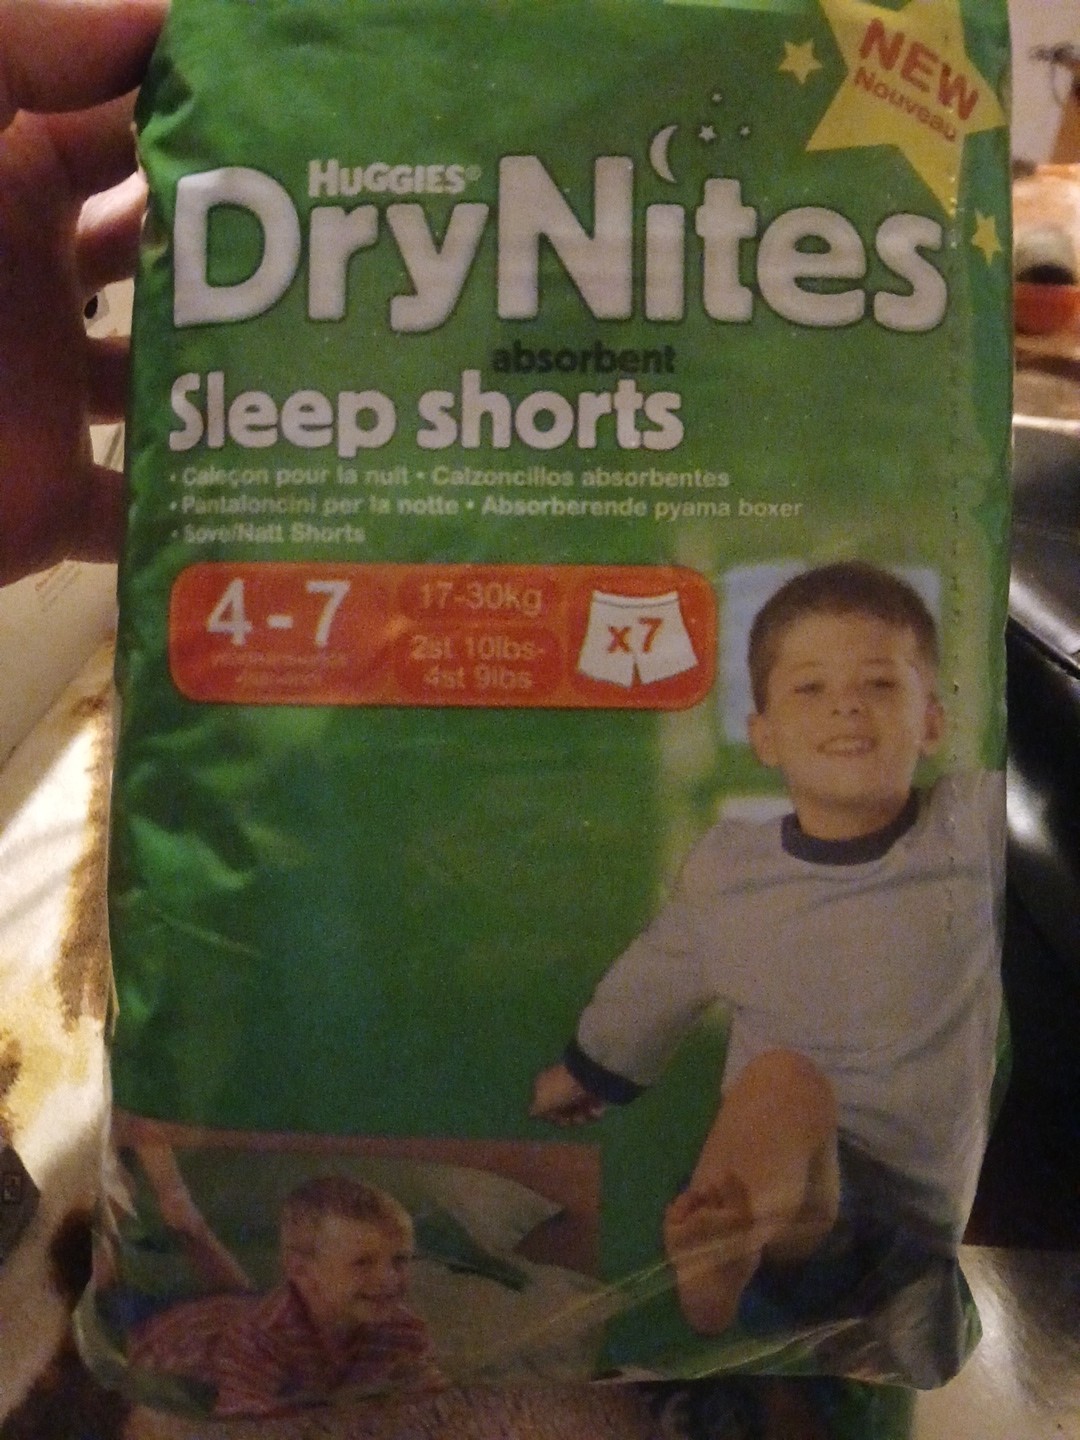 NEW
Nouveau
HUGGIES®
DryNites
absorbent
Sleep shorts
• Caleçon pour la nuit • Calzoncillos absorbentes
• Pantaloncini per la notte • Absorberende pyama boxer
• Sove/Natt Shorts
4-7
17-30kg
2st 10lbs-
4st 9lbs
x7